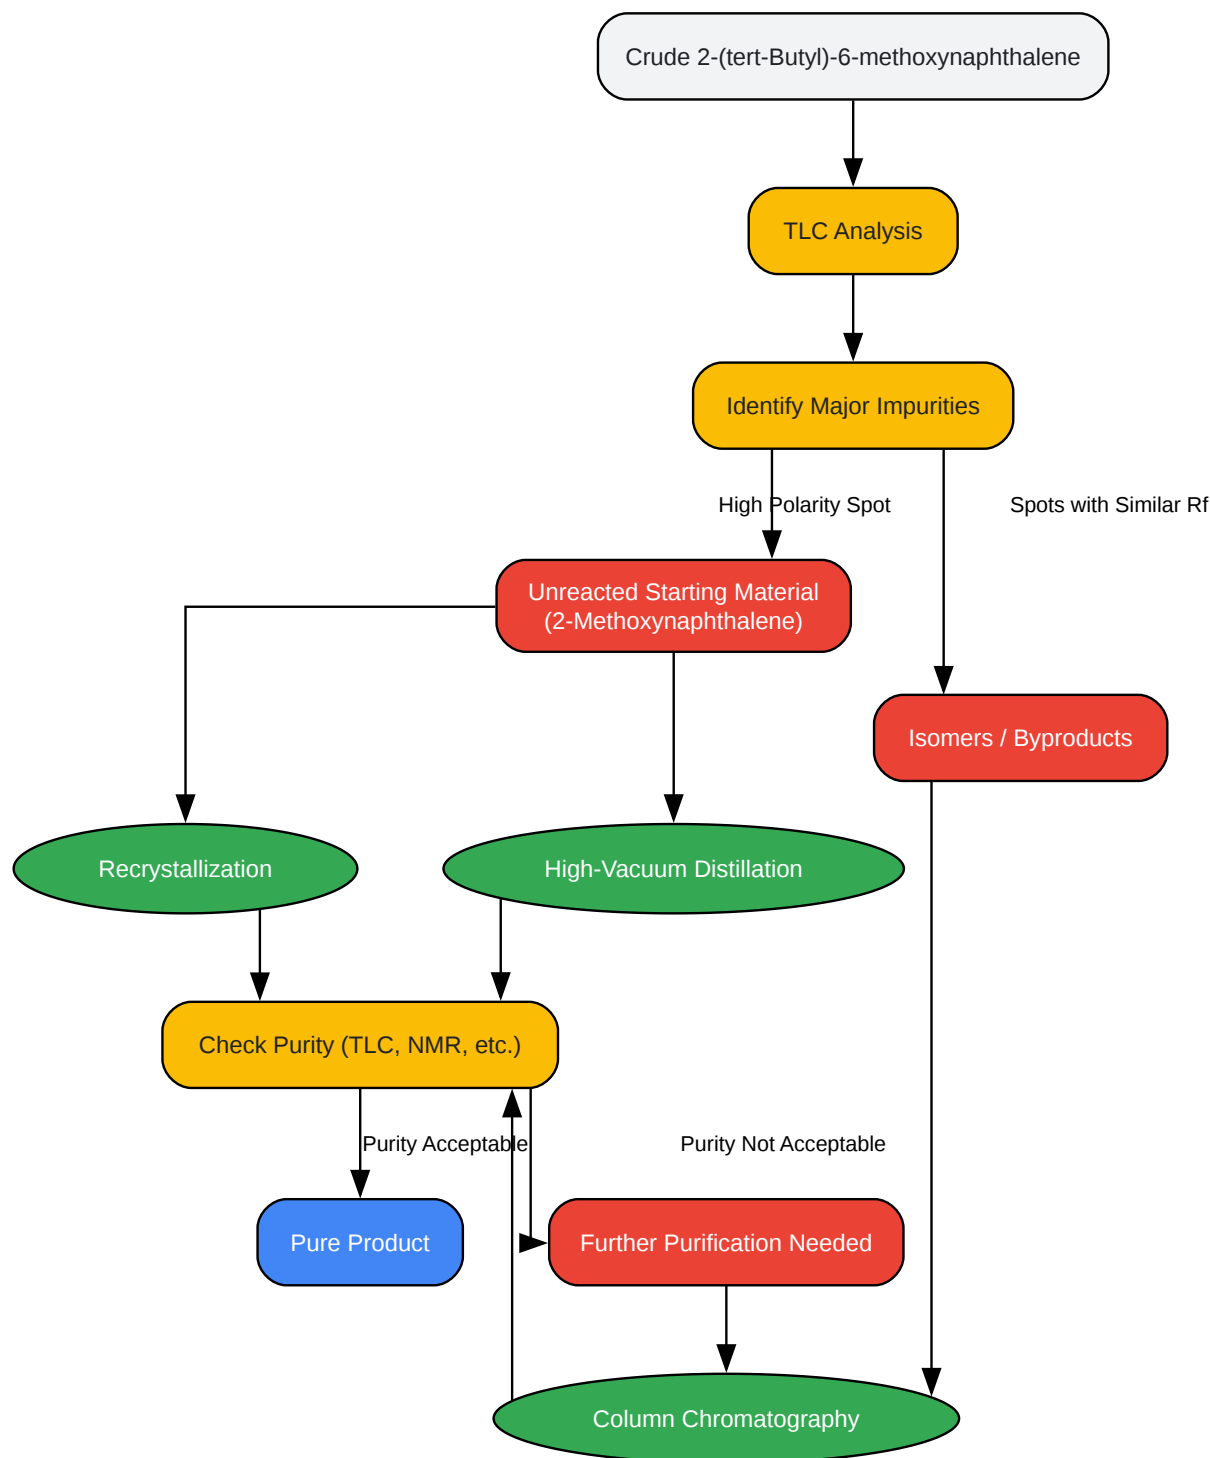 Crude 2-(tert-Butyl)-6-methoxynaphthalene
TLC Analysis
Identify Major Impurities
High Polarity Spot
Spots with Similar Rf
Unreacted Starting Material
(2-Methoxynaphthalene)
Isomers / Byproducts
Recrystallization
High-Vacuum Distillation
Check Purity (TLC, NMR, etc.)
Purity Acceptable
Purity Not Acceptable
Pure Product
Further Purification Needed
Column Chromatography